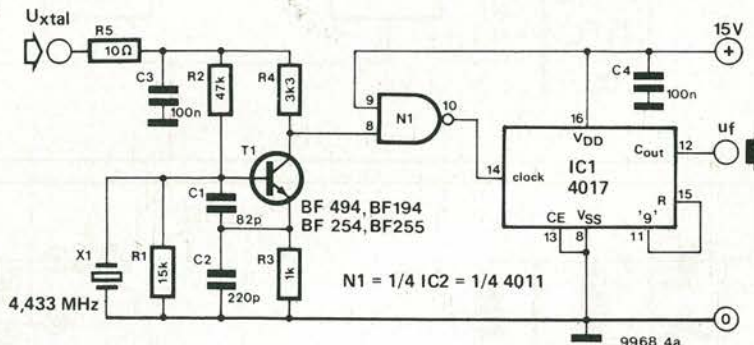 Uxtal
R5
10Ω
C3
100n
R2
47k
R4
3k3
9
8
N1
10
C4
100n
15V
+
16
VDD
14
clock
IC1
4017
Cout
12
uf
R
15
CE
VSS
'9'
13
8
11
T1
BF 494, BF194
BF 254, BF255
C1
82p
X1
R1
15k
C2
220p
R3
1k
4,433 MHz
N1 = 1/4 IC2 = 1/4 4011
0
9968 4a